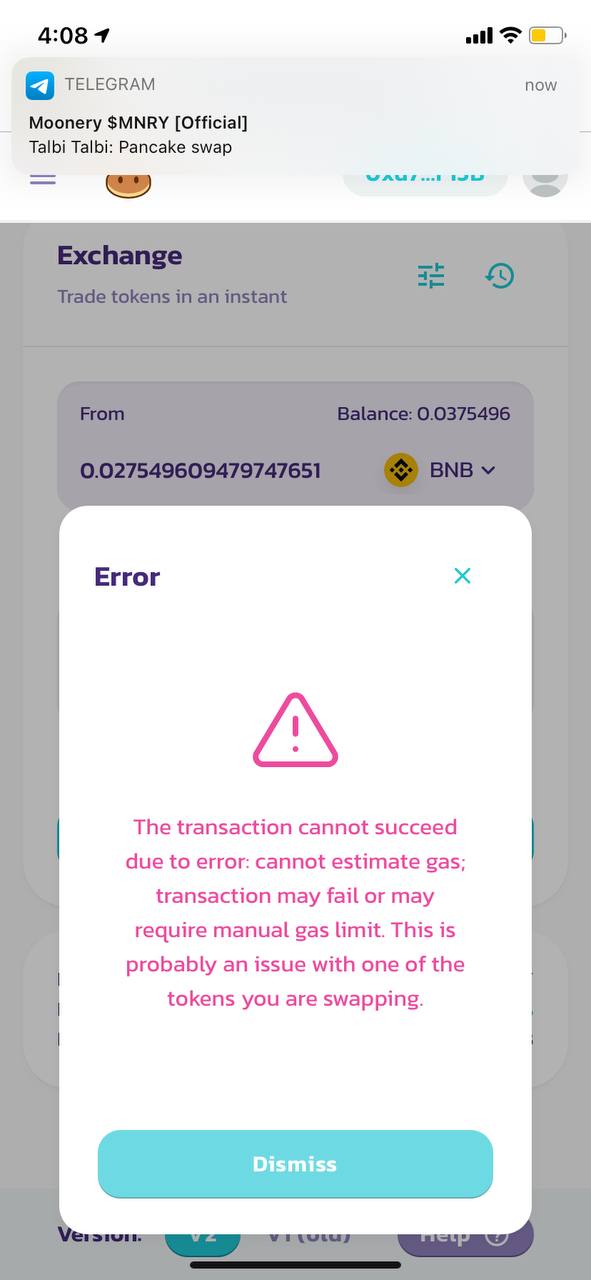 4:08
TELEGRAM
now
Moonery $MNRY [Official]
Talbi Talbi: Pancake swap
Exchange
Trade tokens in an instant
From
Balance: 0.0375496
0.027549609479747651
BNB
Error
The transaction cannot succeed
due to error: cannot estimate gas;
transaction may fail or may
require manual gas limit. This is
probably an issue with one of the
tokens you are swapping.
Dismiss
Version:
V2
V1 (old)
Help